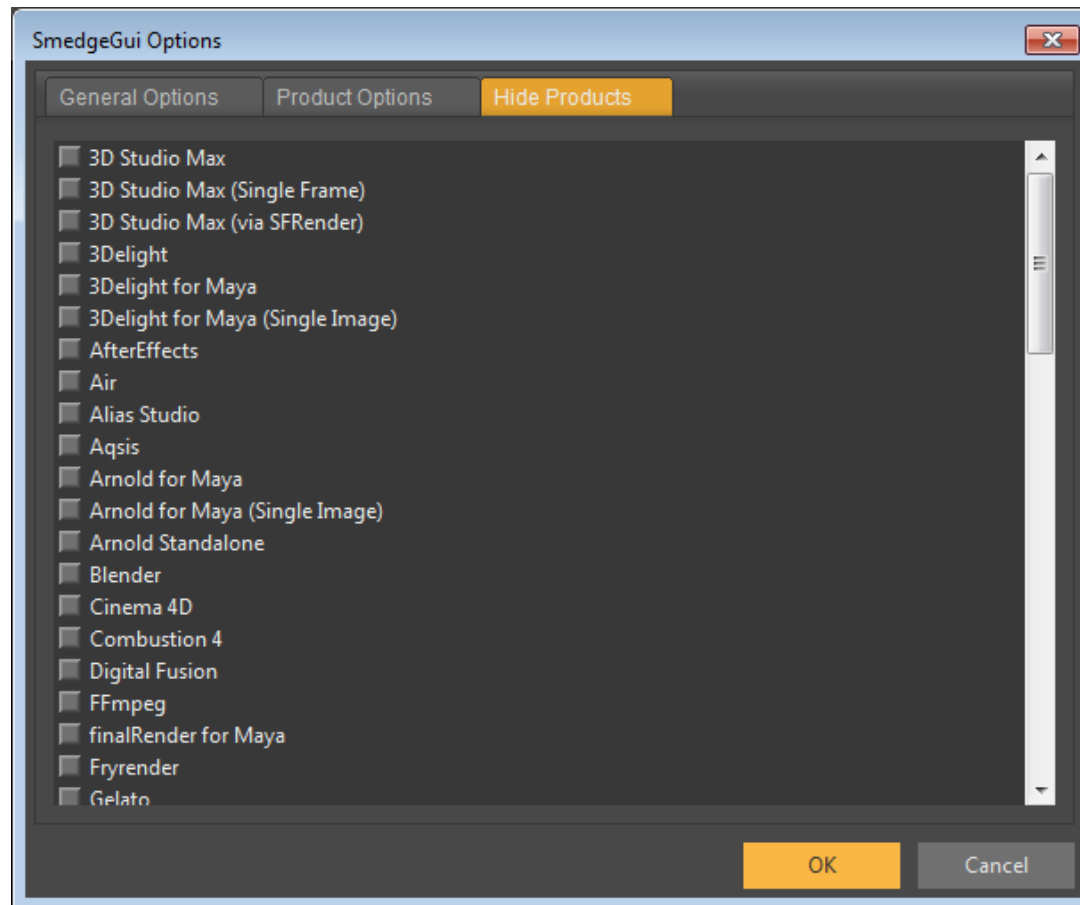 SmedgeGui Options
General Options Product Options Hide Products
3D Studio Max
3D Studio Max (Single Frame)
3D Studio Max (via SFRender)
3Delight
3Delight for Maya
3Delight for Maya (Single Image)
AfterEffects
Air
Alias Studio
Aqsis
Arnold for Maya
Arnold for Maya (Single Image)
Arnold Standalone
Blender
Cinema 4D
Combustion 4
Digital Fusion
FFmpeg
finalRender for Maya
Fryrender
Gelato
OK Cancel